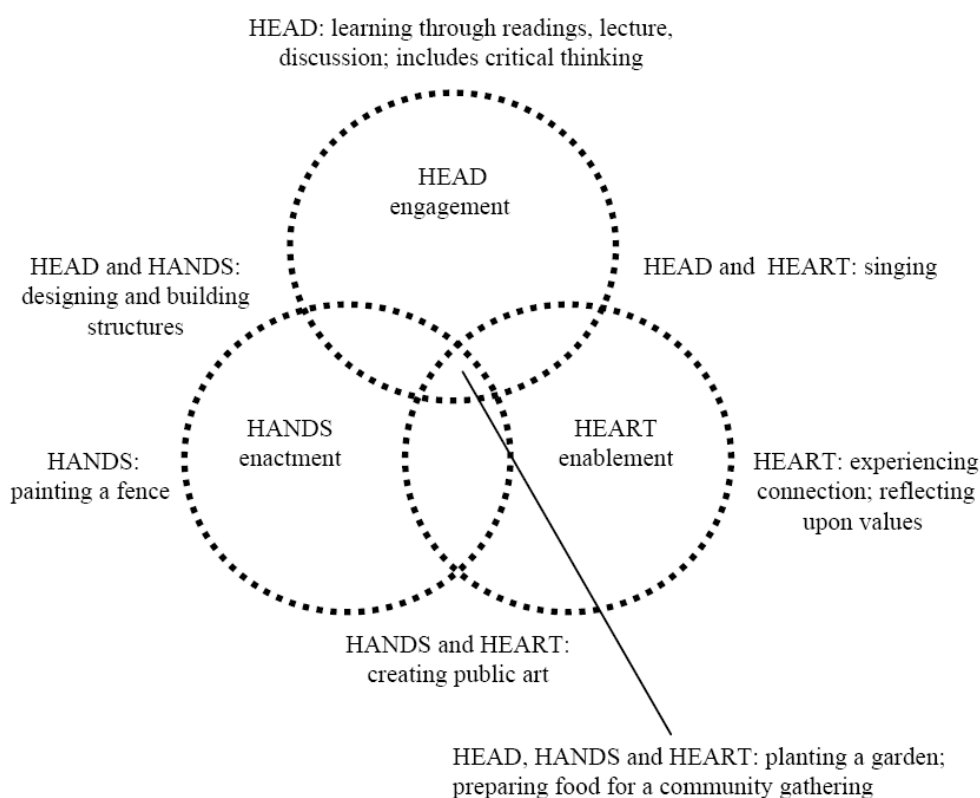 HEAD: learning through readings, lecture,
discussion; includes critical thinking
HEAD
engagement
HEAD and HANDS:
designing and building
structures
HEAD and HEART: singing
HANDS
enactment
HEART
enablement
HANDS:
painting a fence
HEART: experiencing
connection; reflecting
upon values
HANDS and HEART:
creating public art
HEAD, HANDS and HEART: planting a garden;
preparing food for a community gathering